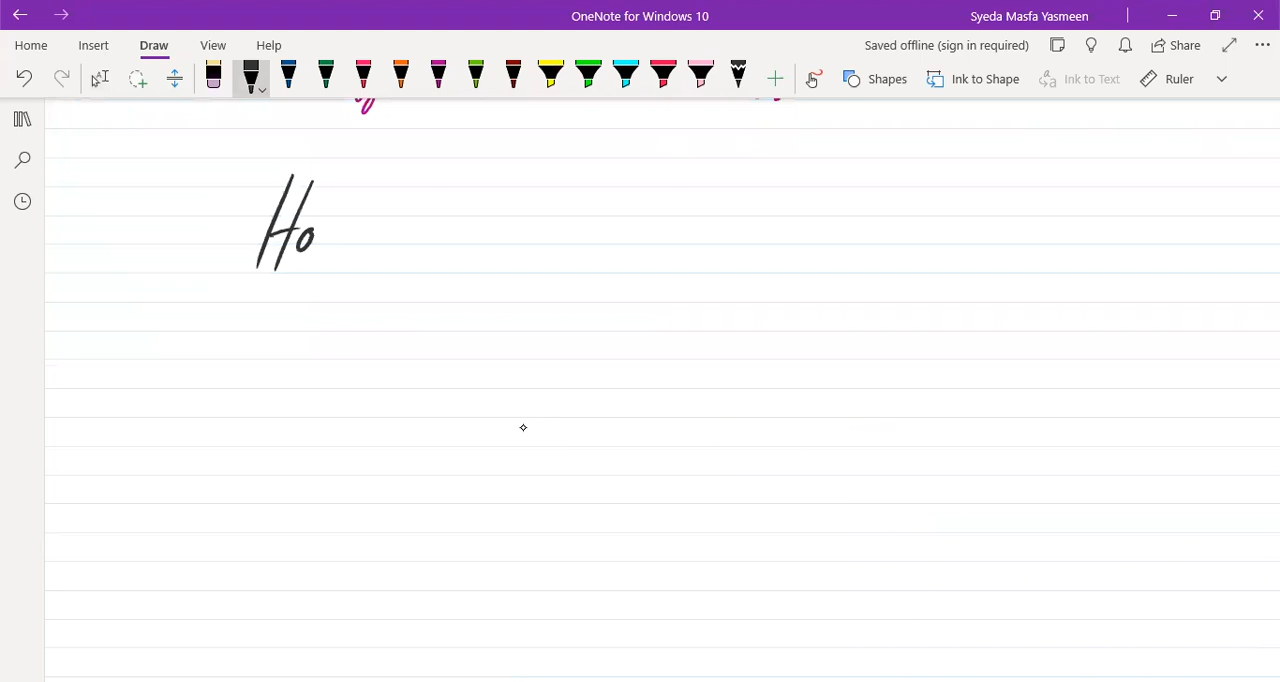 OneNote for Windows 10
Syeda Masfa Yasmeen
Home Insert Draw View Help
Saved offline (sign in required) Share
Shapes Ink to Shape Ink to Text Ruler
Ho